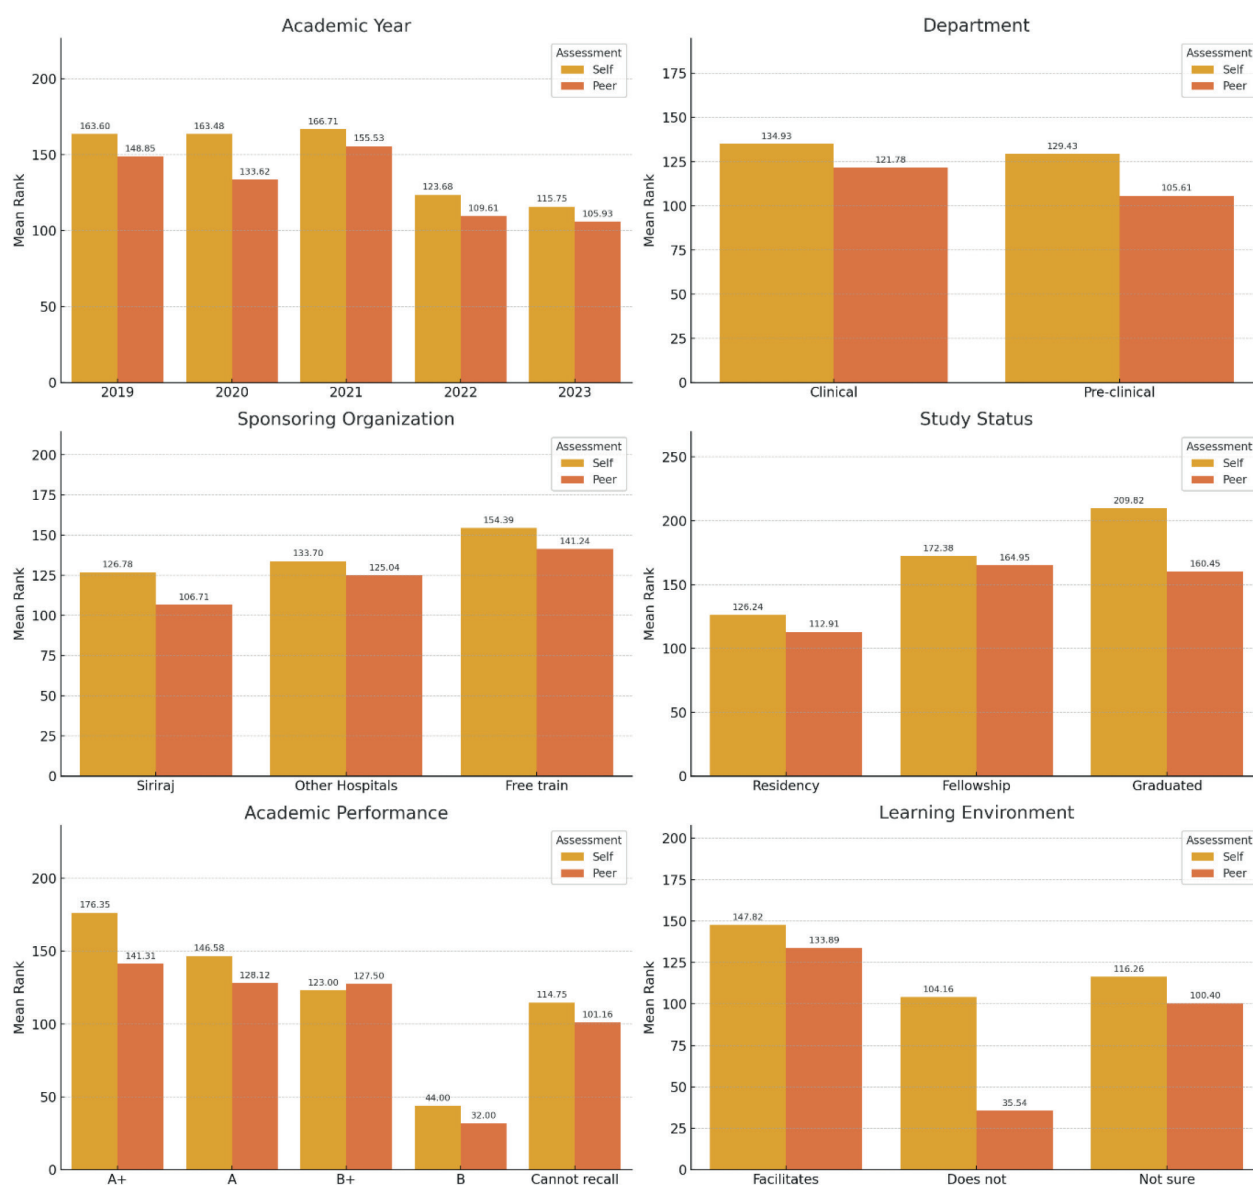 Academic Year
Assessment
Self
Peer
Mean Rank
200
150
100
50
0
163.60
148.85
163.48
133.62
166.71
155.53
123.68
109.61
115.75
105.93
2019 2020 2021 2022 2023
Department
Assessment
Self
Peer
Mean Rank
175
150
125
100
75
50
25
0
134.93
121.78
129.43
105.61
Clinical Pre-clinical
Sponsoring Organization
Assessment
Self
Peer
Mean Rank
200
175
150
125
100
75
50
25
0
126.78
106.71
133.70
125.04
154.39
141.24
Siriraj Other Hospitals Free train
Study Status
Assessment
Self
Peer
Mean Rank
250
200
150
100
50
0
126.24
112.91
172.38
164.95
209.82
160.45
Residency Fellowship Graduated
Academic Performance
Assessment
Self
Peer
Mean Rank
200
150
100
50
0
176.35
141.31
146.58
128.12
123.00
127.50
44.00
32.00
114.75
101.16
A+ A B+ B Cannot recall
Learning Environment
Assessment
Self
Peer
Mean Rank
200
175
150
125
100
75
50
25
0
147.82
133.89
104.16
35.54
116.26
100.40
Facilitates Does not Not sure